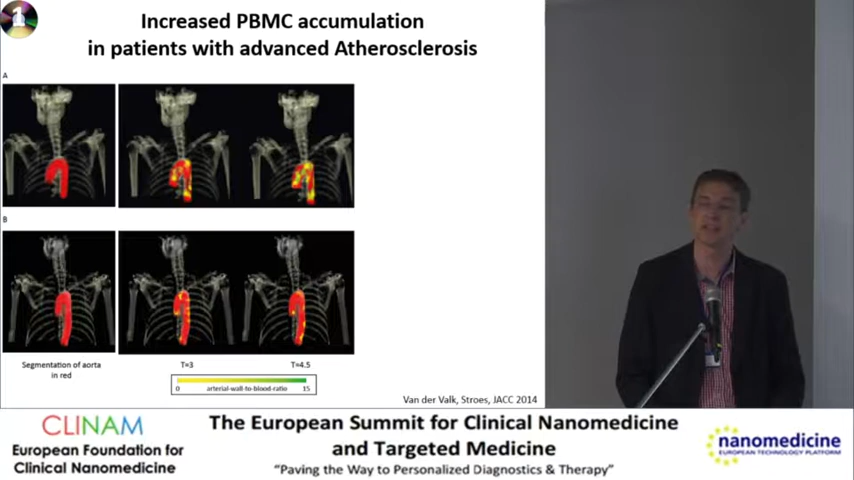 1
Increased PBMC accumulation
in patients with advanced Atherosclerosis
A
B
Segmentation of aorta
in red
T=3
T=4.5
0 arterial-wall-to-blood-ratio 15
Van der Valk, Stroes, JACC 2014
CLINAM
European Foundation for
Clinical Nanomedicine
The European Summit for Clinical Nanomedicine
and Targeted Medicine
"Paving the Way to Personalized Diagnostics & Therapy"
nanomedicine
EUROPEAN TECHNOLOGY PLATFORM